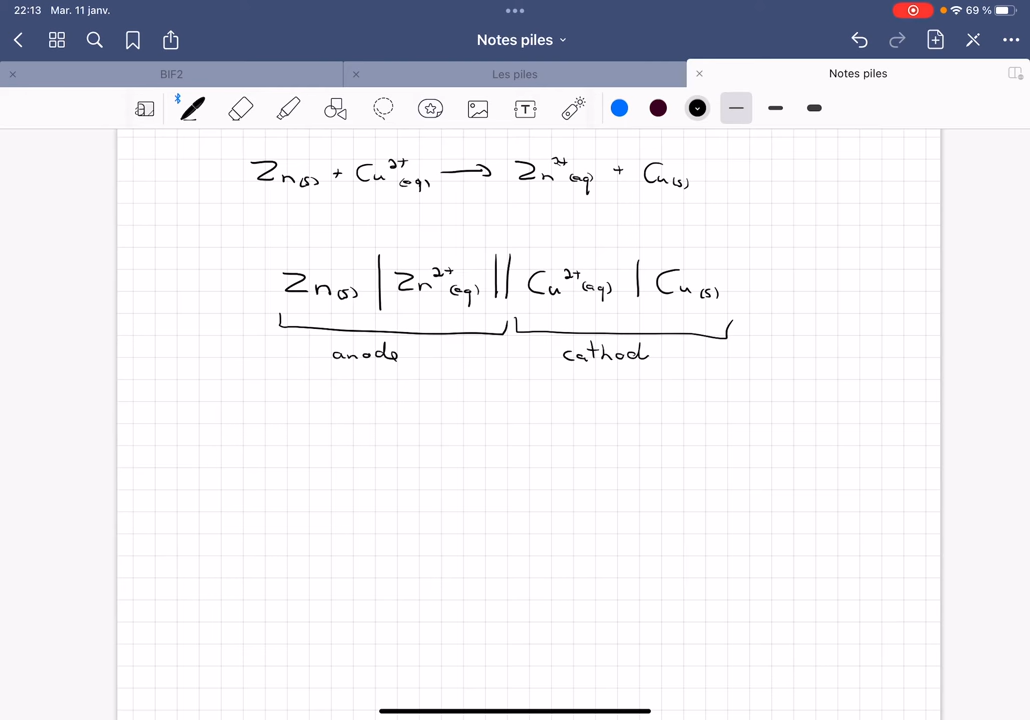 22:13 Mar. 11 janv. 69 %
Notes piles
BIF2 Les piles Notes piles
T
Zn(s) + Cu²⁺(aq) ⟶ Zn²⁺(aq) + Cu(s)
Zn(s) | Zn²⁺(aq) || Cu²⁺(aq) | Cu(s)
anode cathod